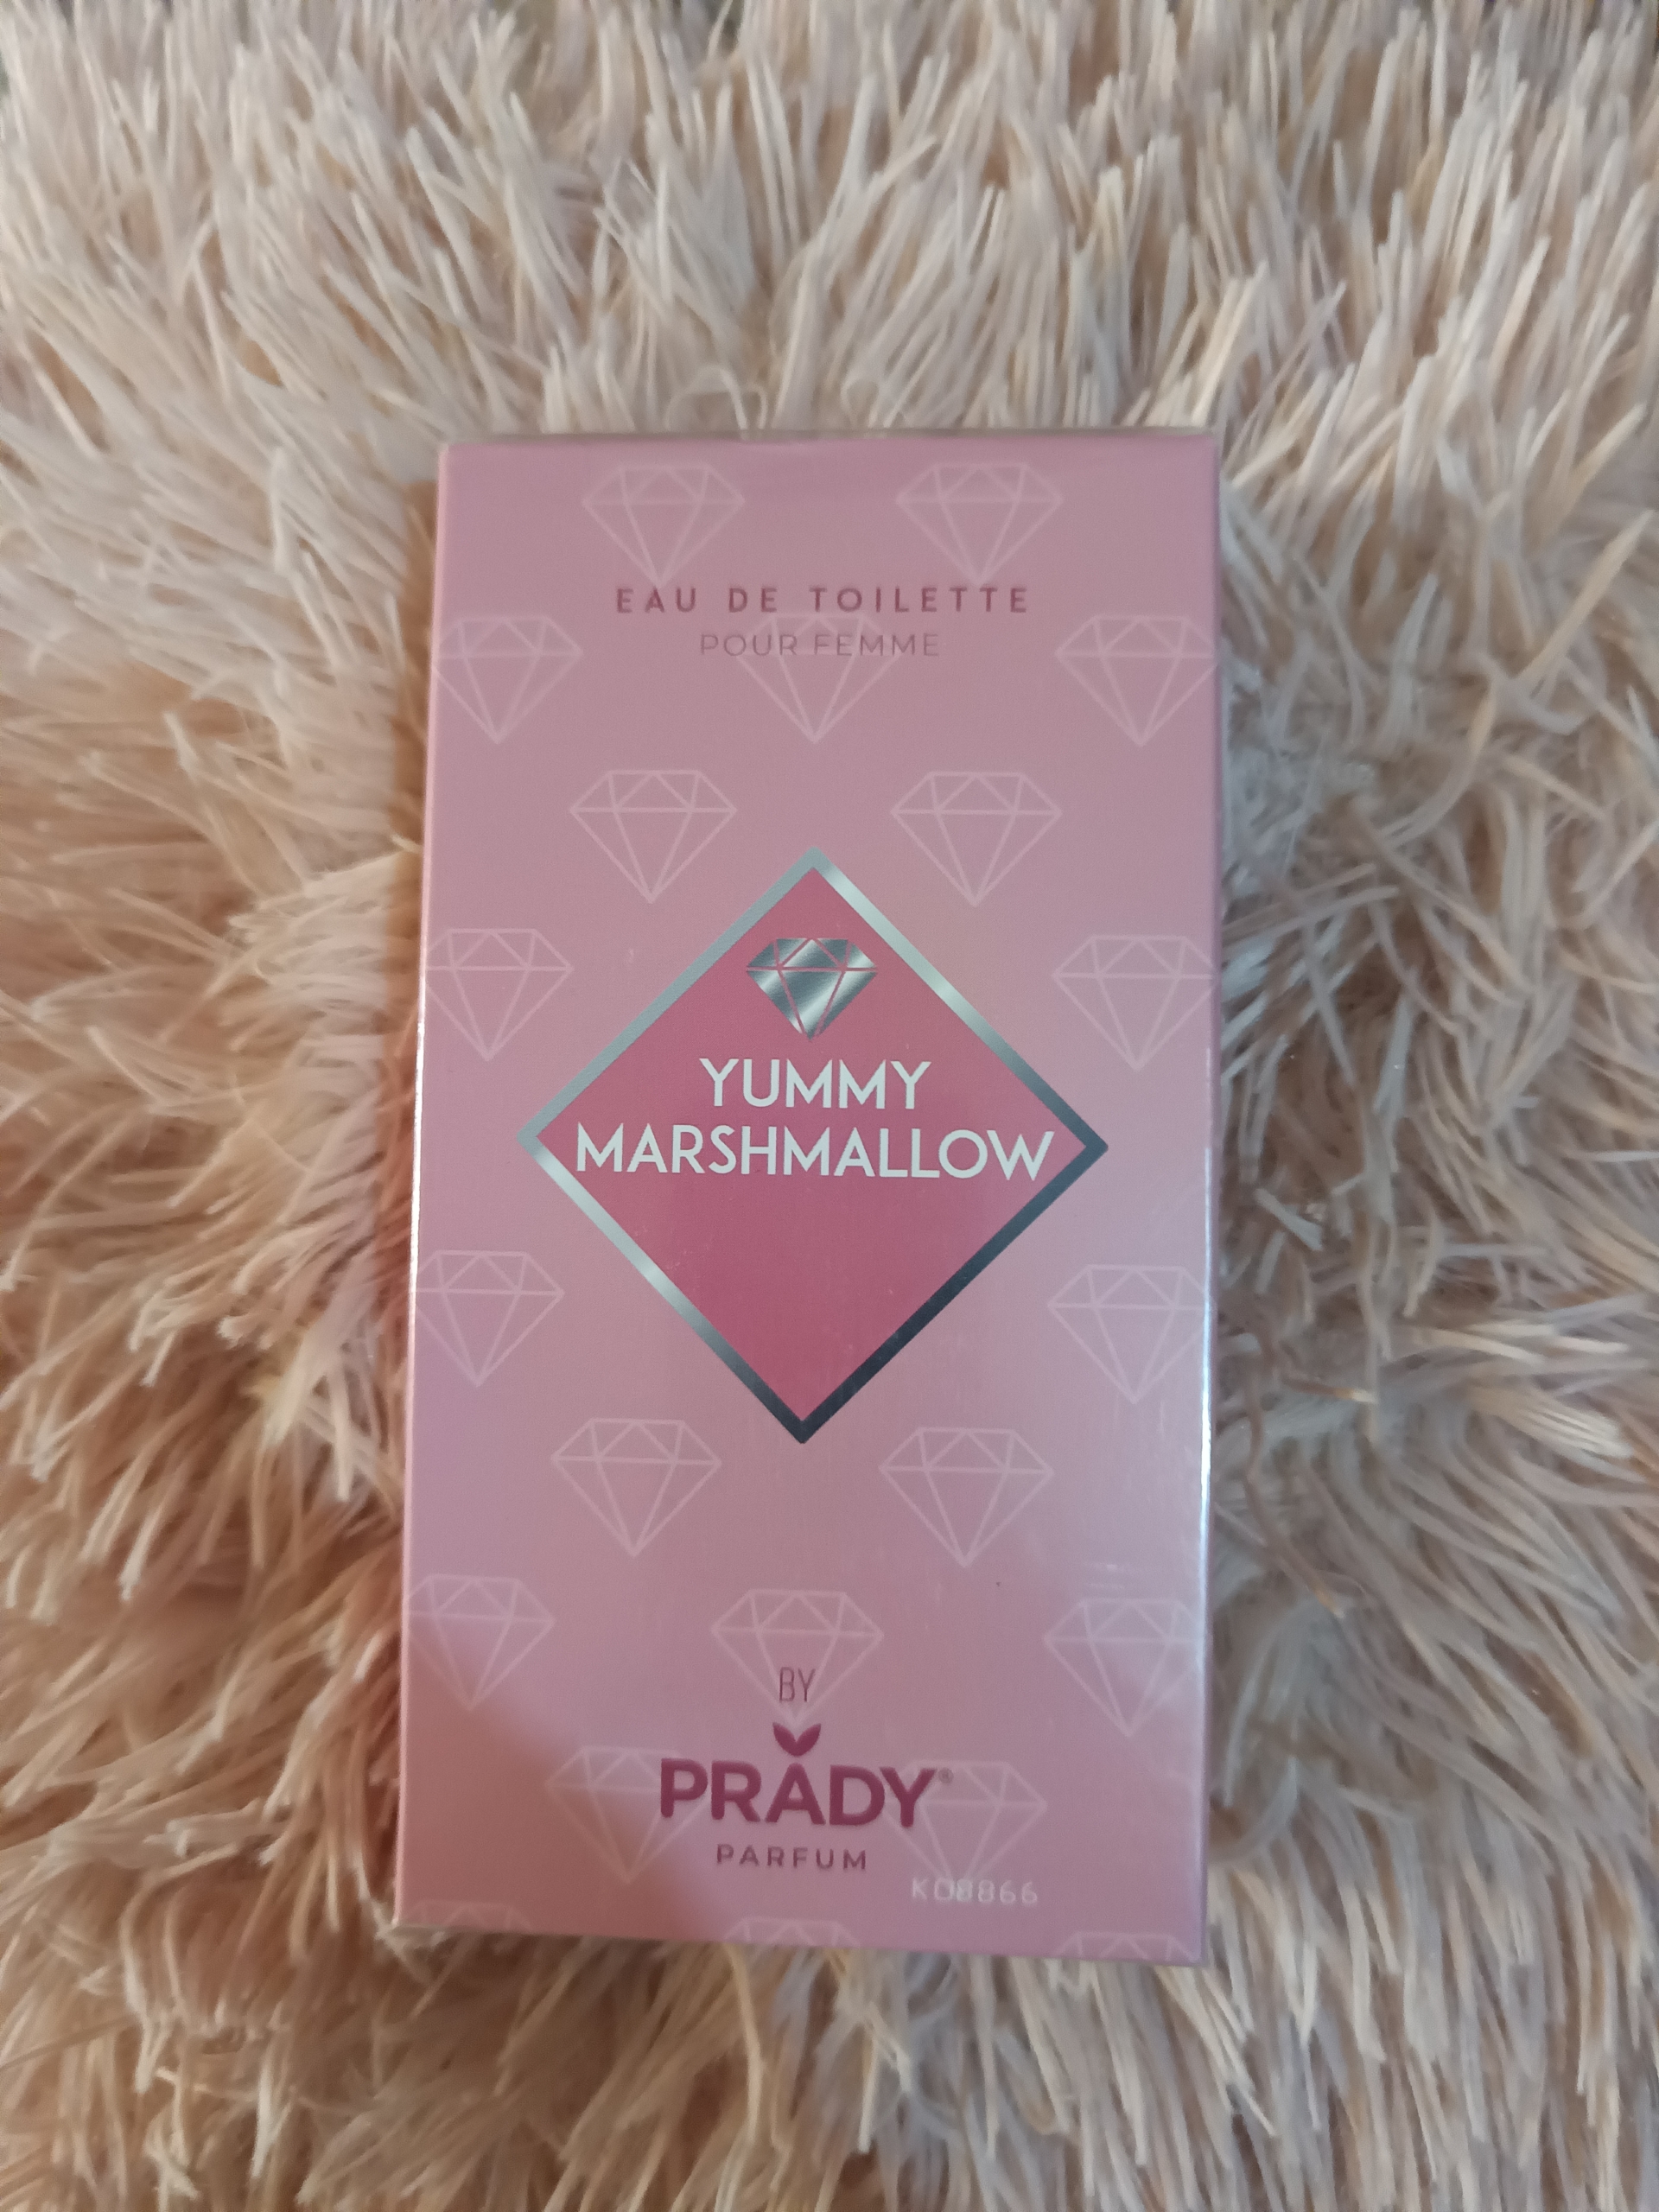 EAU DE TOILETTE
POUR FEMME
YUMMY
MARSHMALLOW
BY
PRADY®
PARFUM
K08866